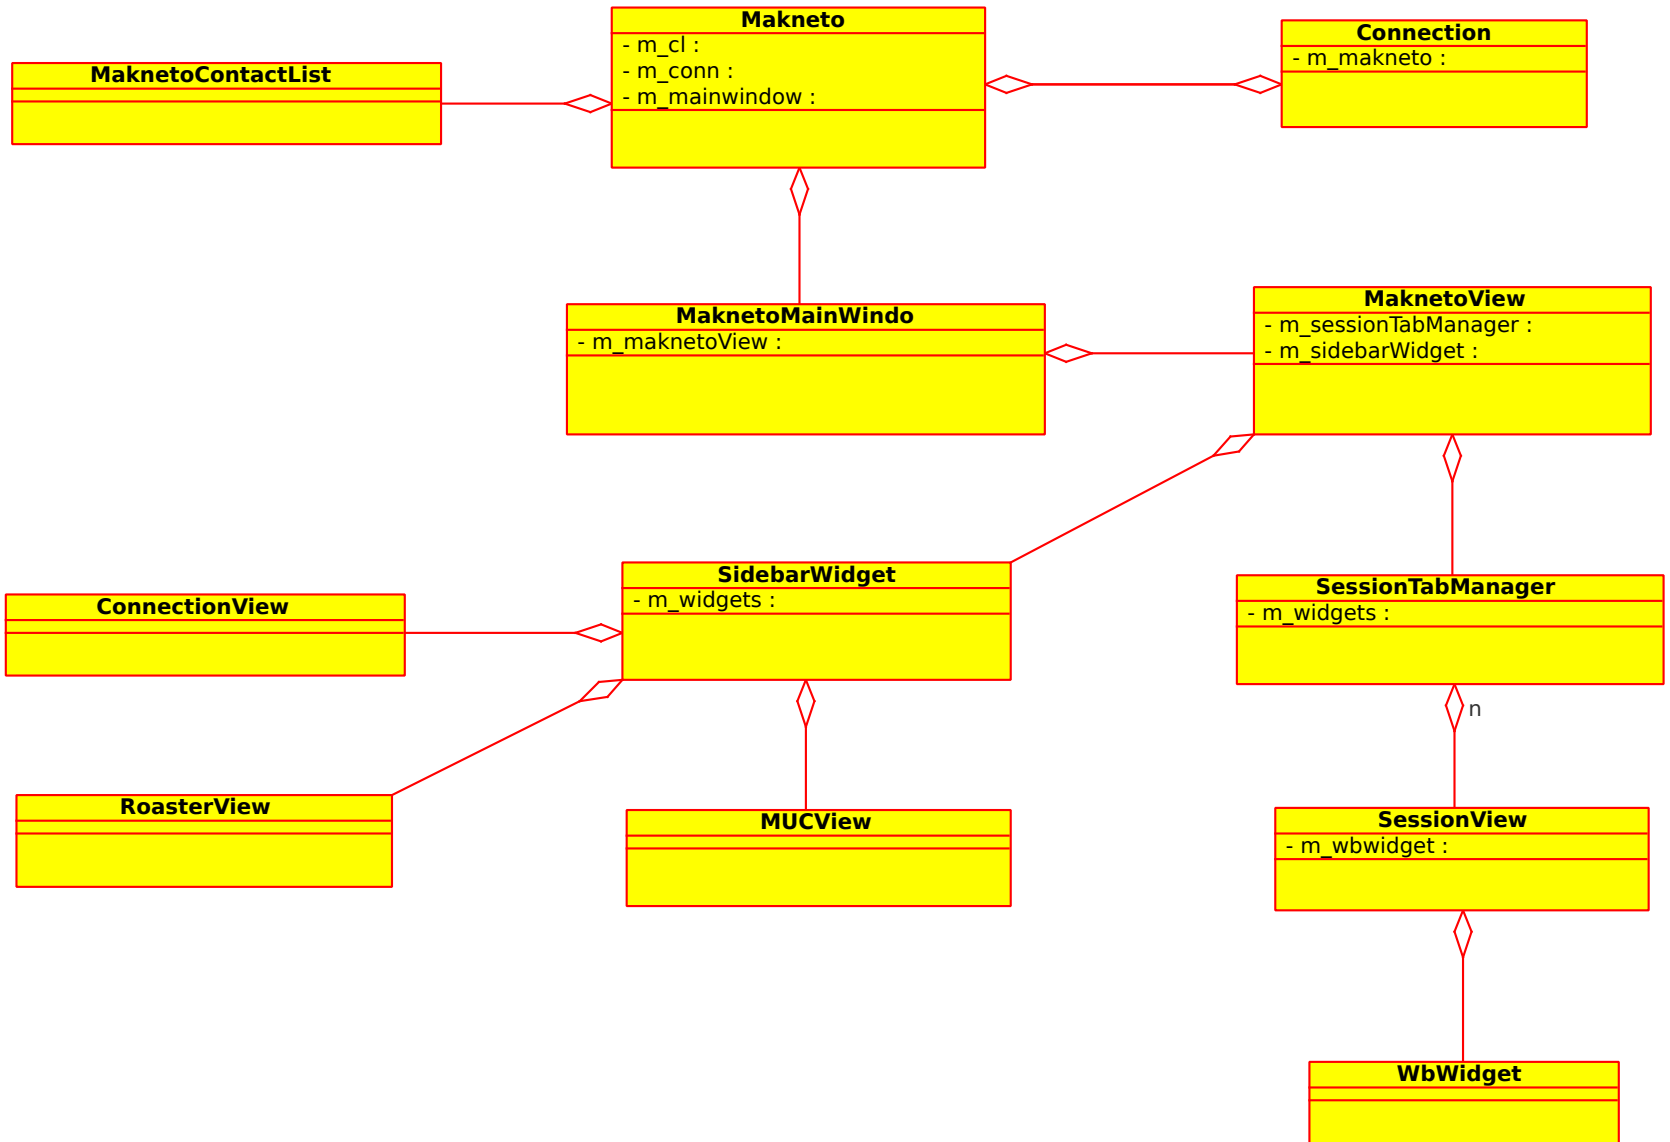 Makneto
- m_cl :
- m_conn :
- m_mainwindow :
Connection
- m_makneto :
MaknetoContactList
MaknetoMainWindo
- m_maknetoView :
MaknetoView
- m_sessionTabManager :
- m_sidebarWidget :
SidebarWidget
- m_widgets :
SessionTabManager
- m_widgets :
ConnectionView
n
RoasterView
MUCView
SessionView
- m_wbwidget :
WbWidget